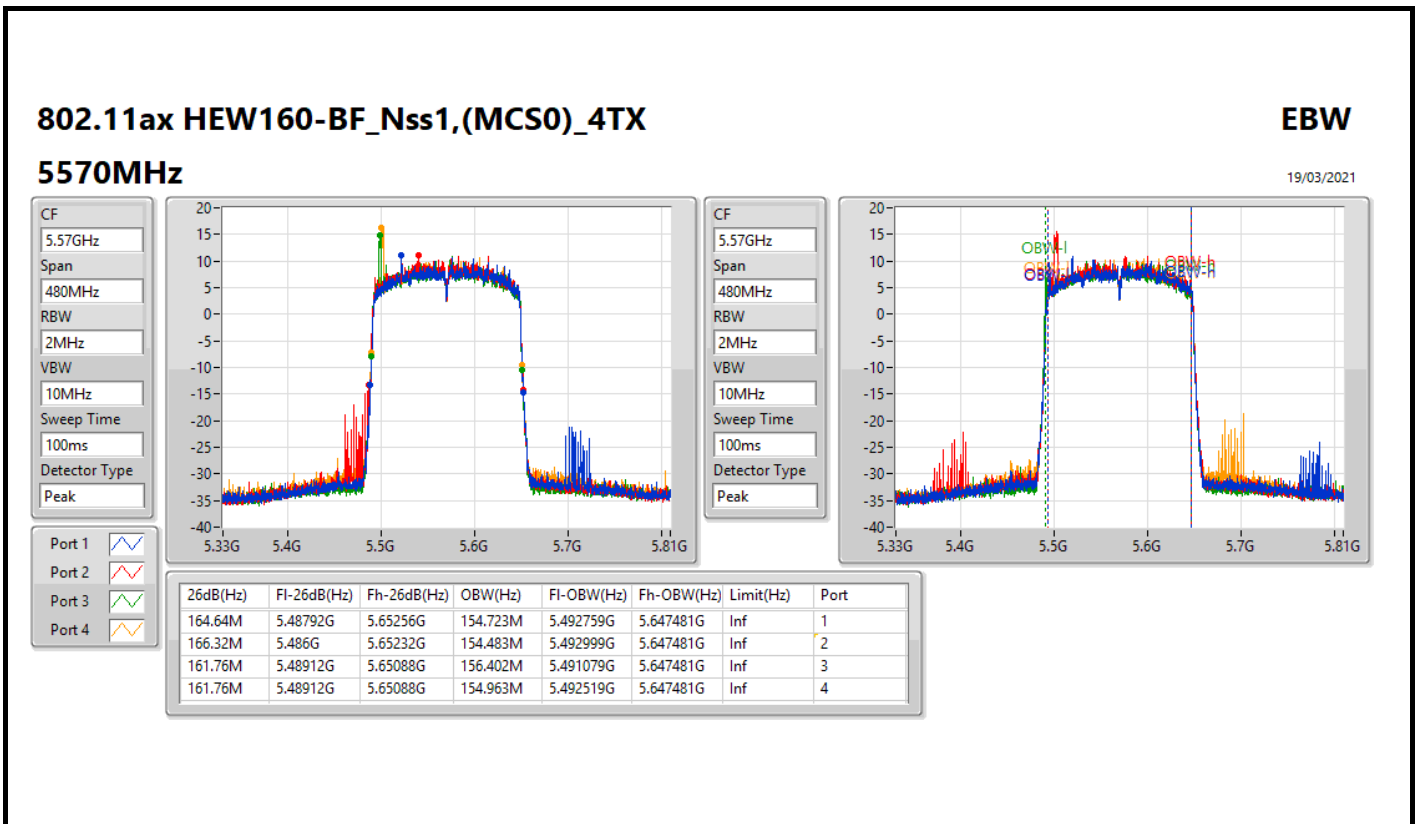 802.11ax HEW160-BF_Nss1,(MCS0)_4TX EBW
5570MHz 19/03/2021
CF
5.57GHz
Span
480MHz
RBW
2MHz
VBW
10MHz
Sweep Time
100ms
Detector Type
Peak
20
15
10
5
0
-5
-10
-15
-20
-25
-30
-35
-40
5.33G 5.4G 5.5G 5.6G 5.7G 5.81G
CF
5.57GHz
Span
480MHz
RBW
2MHz
VBW
10MHz
Sweep Time
100ms
Detector Type
Peak
20
15
10
5
0
-5
-10
-15
-20
-25
-30
-35
-40
OBW-l
OBW-h
OBW-h
5.33G 5.4G 5.5G 5.6G 5.7G 5.81G
Port 1
Port 2
Port 3
Port 4
26dB(Hz) Fl-26dB(Hz) Fh-26dB(Hz) OBW(Hz) Fl-OBW(Hz) Fh-OBW(Hz) Limit(Hz) Port
164.64M 5.48792G 5.65256G 154.723M 5.492759G 5.647481G Inf 1
166.32M 5.486G 5.65232G 154.483M 5.492999G 5.647481G Inf 2
161.76M 5.48912G 5.65088G 156.402M 5.491079G 5.647481G Inf 3
161.76M 5.48912G 5.65088G 154.963M 5.492519G 5.647481G Inf 4